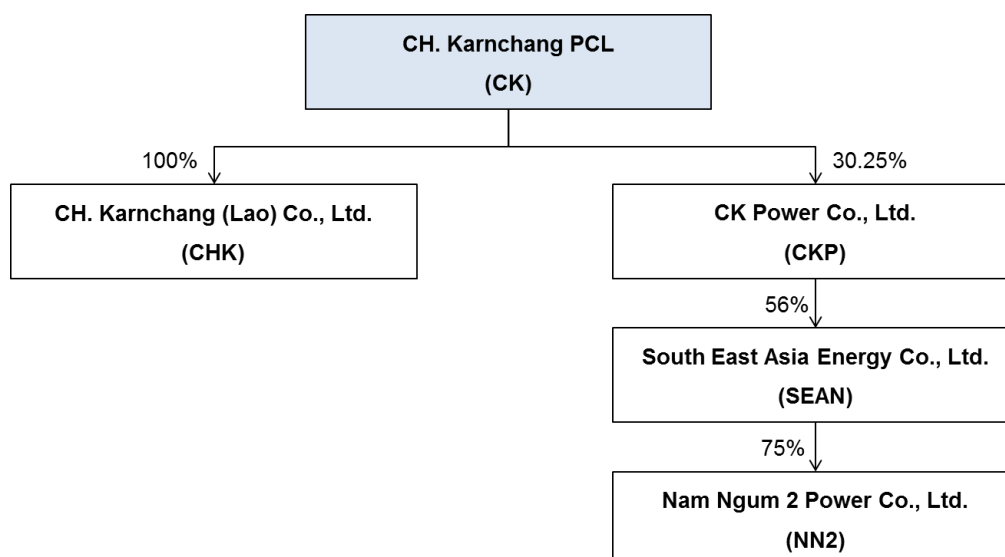 CH. Karnchang PCL
(CK)
100%
30.25%
CH. Karnchang (Lao) Co., Ltd.
(CHK)
CK Power Co., Ltd.
(CKP)
56%
South East Asia Energy Co., Ltd.
(SEAN)
75%
Nam Ngum 2 Power Co., Ltd.
(NN2)